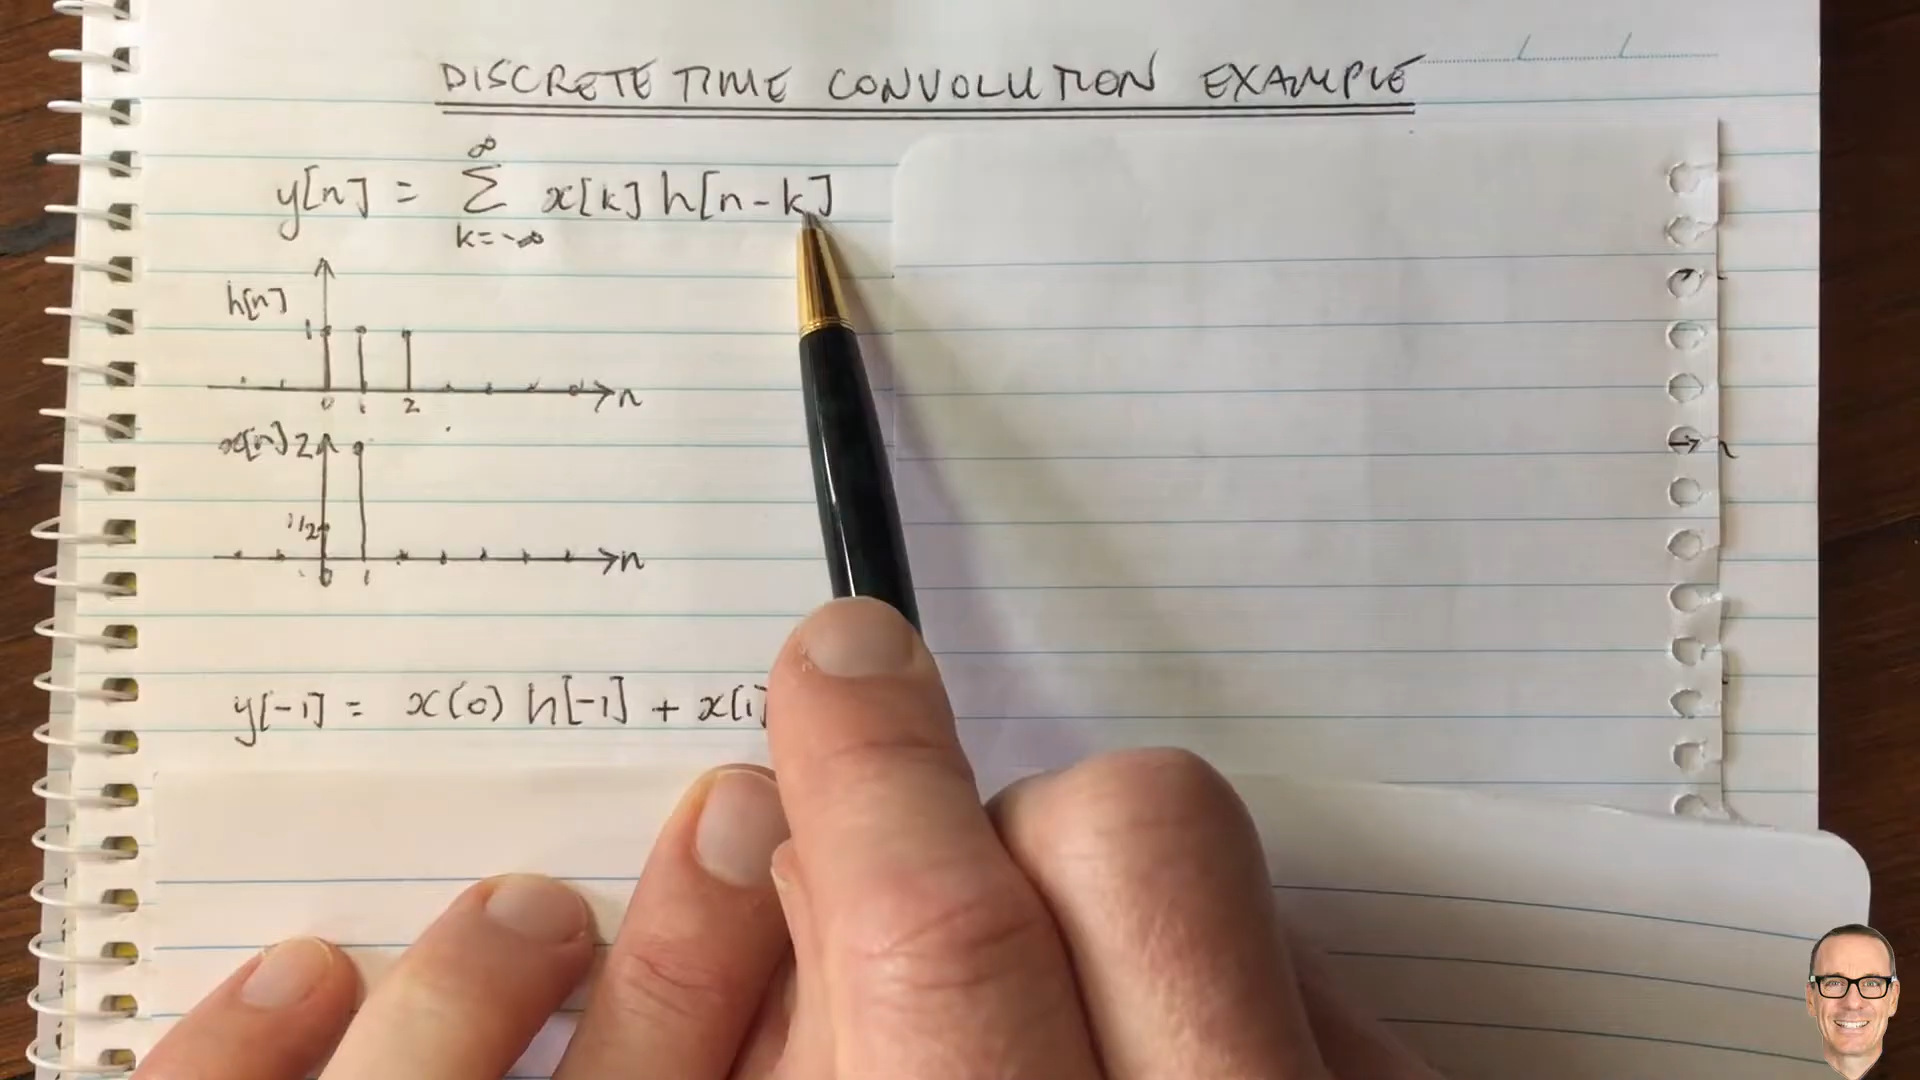 DISCRETE TIME CONVOLUTION EXAMPLE
∞
y[n] = Σ x[k] h[n-k]
k=-∞
h[n]
1
n
0 1 2
x[n] 2
1/2
n
0 1
y[-1] = x(0) h[-1] + x[1]
n